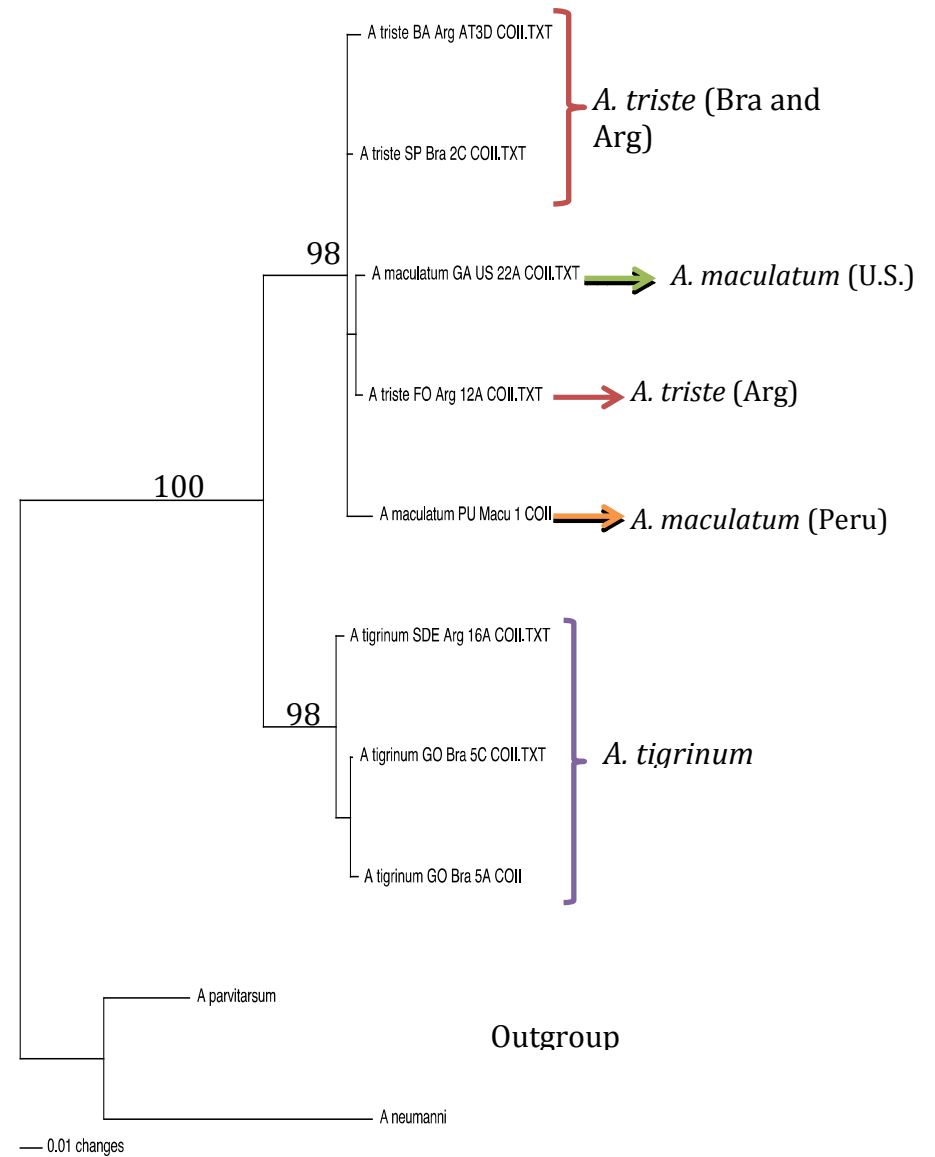 A triste BA Arg AT3D COII.TXT
A. triste (Bra and
Arg)
A triste SP Bra 2C COII.TXT
98
A maculatum GA US 22A COII.TXT
A. maculatum (U.S.)
A triste FO Arg 12A COII.TXT
A. triste (Arg)
100
A maculatum PU Macu 1 COII
A. maculatum (Peru)
A tigrinum SDE Arg 16A COII.TXT
98
A tigrinum GO Bra 5C COII.TXT
A. tigrinum
A tigrinum GO Bra 5A COII
A parvitarsum
Outgroup
A neumanni
0.01 changes